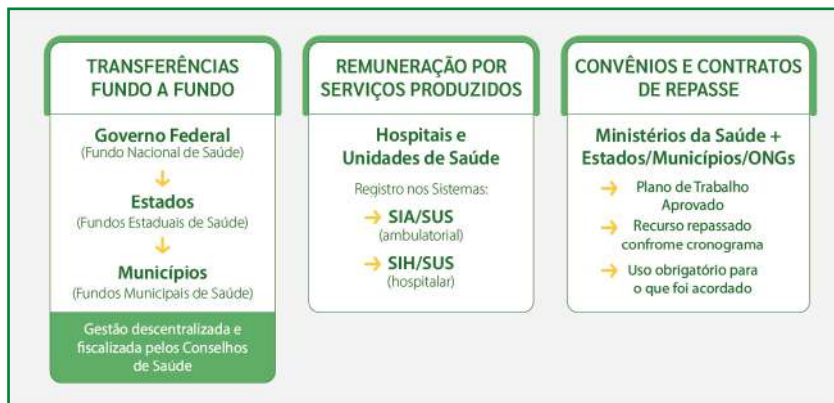 TRANSFERÊNCIAS
FUNDO A FUNDO
Governo Federal
(Fundo Nacional de Saúde)
Estados
(Fundos Estaduais de Saúde)
Municípios
(Fundos Municipais de Saúde)
Gestão descentralizada e
fiscalizada pelos Conselhos
de Saúde
REMUNERAÇÃO POR
SERVIÇOS PRODUZIDOS
Hospitais e
Unidades de Saúde
Registro nos Sistemas:
SIA/SUS
(ambulatorial)
SIH/SUS
(hospitalar)
CONVÊNIOS E CONTRATOS
DE REPASSE
Ministérios da Saúde +
Estados/Municípios/ONGs
Plano de Trabalho
Aprovado
Recurso repassado
confrome cronograma
Uso obrigatório para
o que foi acordado